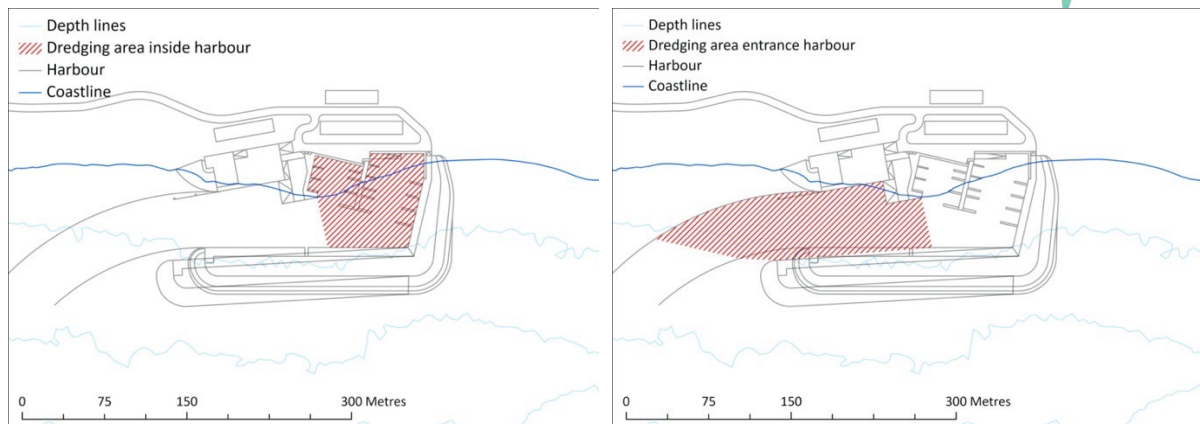 Depth lines
Dredging area inside harbour
Harbour
Coastline
0 75 150 300 Metres
Depth lines
Dredging area entrance harbour
Harbour
Coastline
0 75 150 300 Metres